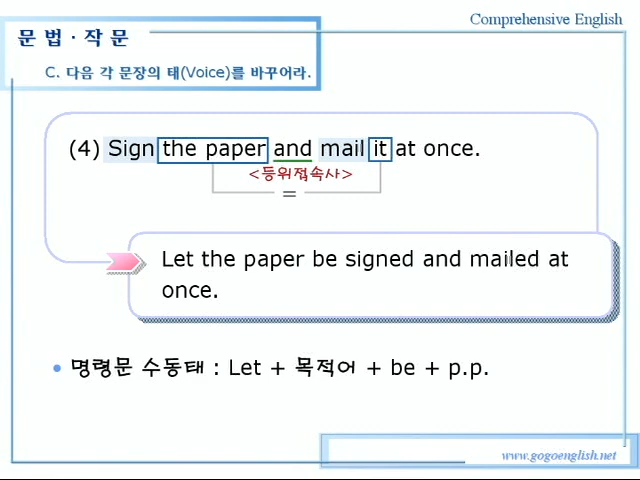 Comprehensive English
문 법 · 작 문
C. 다음 각 문장의 태(Voice)를 바꾸어라.
(4) Sign the paper and mail it at once.
<등위접속사>
=
Let the paper be signed and mailed at
once.
• 명령문 수동태 : Let + 목적어 + be + p.p.
www.gogoenglish.net